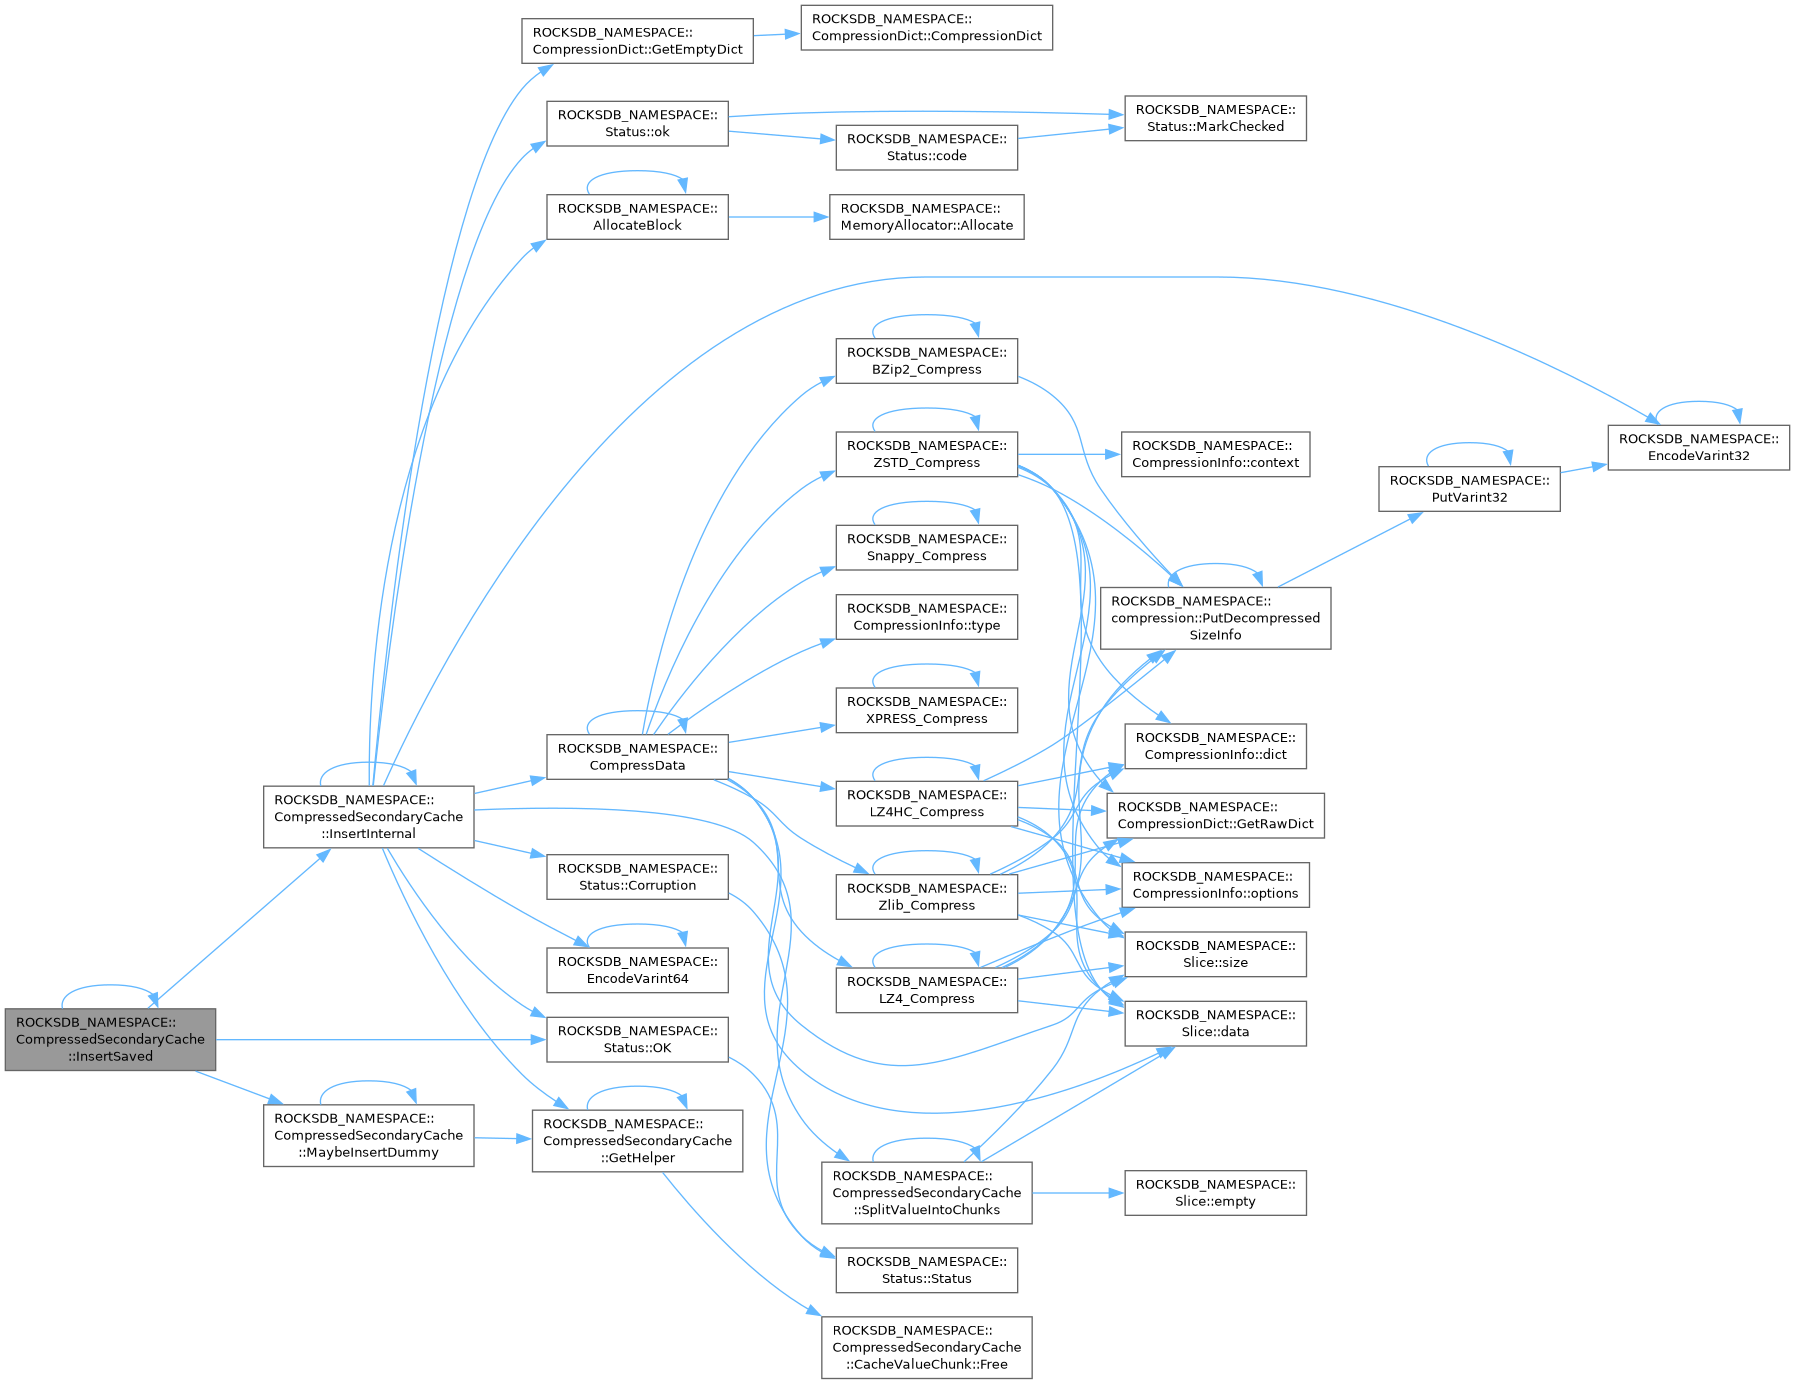 ROCKSDB_NAMESPACE::
CompressedSecondaryCache
::InsertSaved
ROCKSDB_NAMESPACE::
CompressedSecondaryCache
::InsertInternal
ROCKSDB_NAMESPACE::
CompressedSecondaryCache
::MaybeInsertDummy
ROCKSDB_NAMESPACE::
CompressionDict::GetEmptyDict
ROCKSDB_NAMESPACE::
Status::ok
ROCKSDB_NAMESPACE::
AllocateBlock
ROCKSDB_NAMESPACE::
CompressData
ROCKSDB_NAMESPACE::
Status::Corruption
ROCKSDB_NAMESPACE::
EncodeVarint64
ROCKSDB_NAMESPACE::
Status::OK
ROCKSDB_NAMESPACE::
CompressedSecondaryCache
::GetHelper
ROCKSDB_NAMESPACE::
CompressionDict::CompressionDict
ROCKSDB_NAMESPACE::
Status::code
ROCKSDB_NAMESPACE::
MemoryAllocator::Allocate
ROCKSDB_NAMESPACE::
BZip2_Compress
ROCKSDB_NAMESPACE::
ZSTD_Compress
ROCKSDB_NAMESPACE::
Snappy_Compress
ROCKSDB_NAMESPACE::
CompressionInfo::type
ROCKSDB_NAMESPACE::
XPRESS_Compress
ROCKSDB_NAMESPACE::
LZ4HC_Compress
ROCKSDB_NAMESPACE::
Zlib_Compress
ROCKSDB_NAMESPACE::
LZ4_Compress
ROCKSDB_NAMESPACE::
CompressedSecondaryCache
::SplitValueIntoChunks
ROCKSDB_NAMESPACE::
Status::Status
ROCKSDB_NAMESPACE::
CompressedSecondaryCache
::CacheValueChunk::Free
ROCKSDB_NAMESPACE::
Status::MarkChecked
ROCKSDB_NAMESPACE::
CompressionInfo::context
ROCKSDB_NAMESPACE::
compression::PutDecompressed
SizeInfo
ROCKSDB_NAMESPACE::
CompressionInfo::dict
ROCKSDB_NAMESPACE::
CompressionDict::GetRawDict
ROCKSDB_NAMESPACE::
CompressionInfo::options
ROCKSDB_NAMESPACE::
Slice::size
ROCKSDB_NAMESPACE::
Slice::data
ROCKSDB_NAMESPACE::
Slice::empty
ROCKSDB_NAMESPACE::
PutVarint32
ROCKSDB_NAMESPACE::
EncodeVarint32